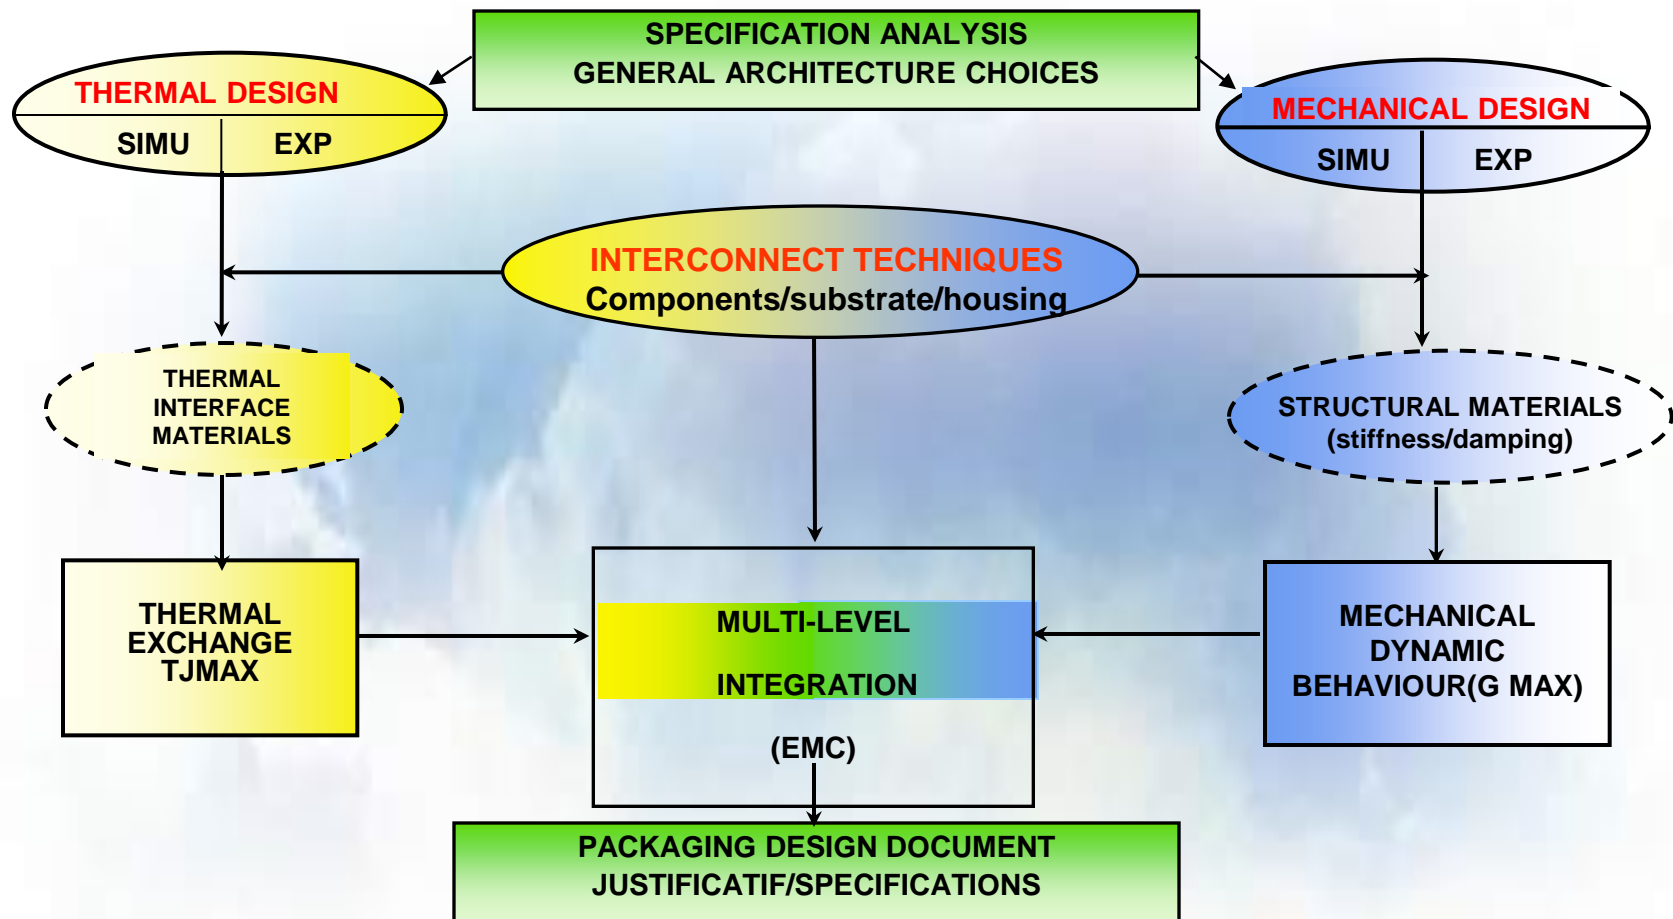 SPECIFICATION ANALYSIS
GENERAL ARCHITECTURE CHOICES
THERMAL DESIGN
SIMU
EXP
MECHANICAL DESIGN
SIMU
EXP
INTERCONNECT TECHNIQUES
Components/substrate/housing
THERMAL
INTERFACE
MATERIALS
STRUCTURAL MATERIALS
(stiffness/damping)
THERMAL
EXCHANGE
TJMAX
MULTI-LEVEL
INTEGRATION
(EMC)
MECHANICAL
DYNAMIC
BEHAVIOUR(G MAX)
PACKAGING DESIGN DOCUMENT
JUSTIFICATIF/SPECIFICATIONS